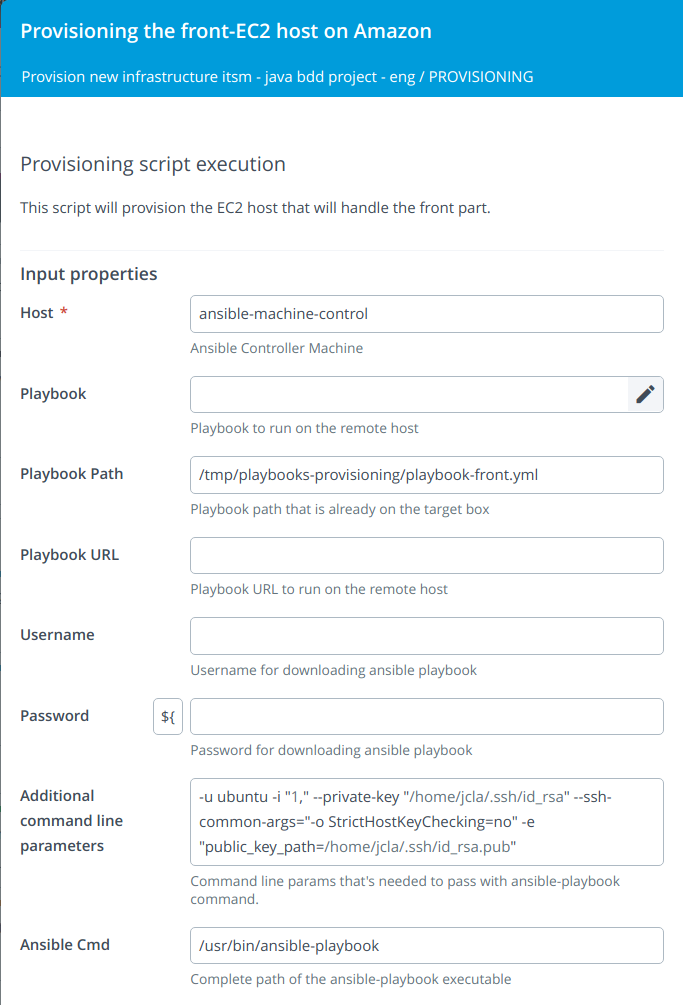 Provisioning the front-EC2 host on Amazon
Provision new infrastructure itsm - java bdd project - eng / PROVISIONING
Provisioning script execution
This script will provision the EC2 host that will handle the front part.
Input properties
Host *
ansible-machine-control
Ansible Controller Machine
Playbook
Playbook to run on the remote host
Playbook Path
/tmp/playbooks-provisioning/playbook-front.yml
Playbook path that is already on the target box
Playbook URL
Playbook URL to run on the remote host
Username
Username for downloading ansible playbook
Password
${
Password for downloading ansible playbook
Additional
command line
parameters
-u ubuntu -i "1," --private-key "/home/jcla/.ssh/id_rsa" --ssh-
common-args="-o StrictHostKeyChecking=no" -e
"public_key_path=/home/jcla/.ssh/id_rsa.pub"
Command line params that's needed to pass with ansible-playbook
command.
Ansible Cmd
/usr/bin/ansible-playbook
Complete path of the ansible-playbook executable